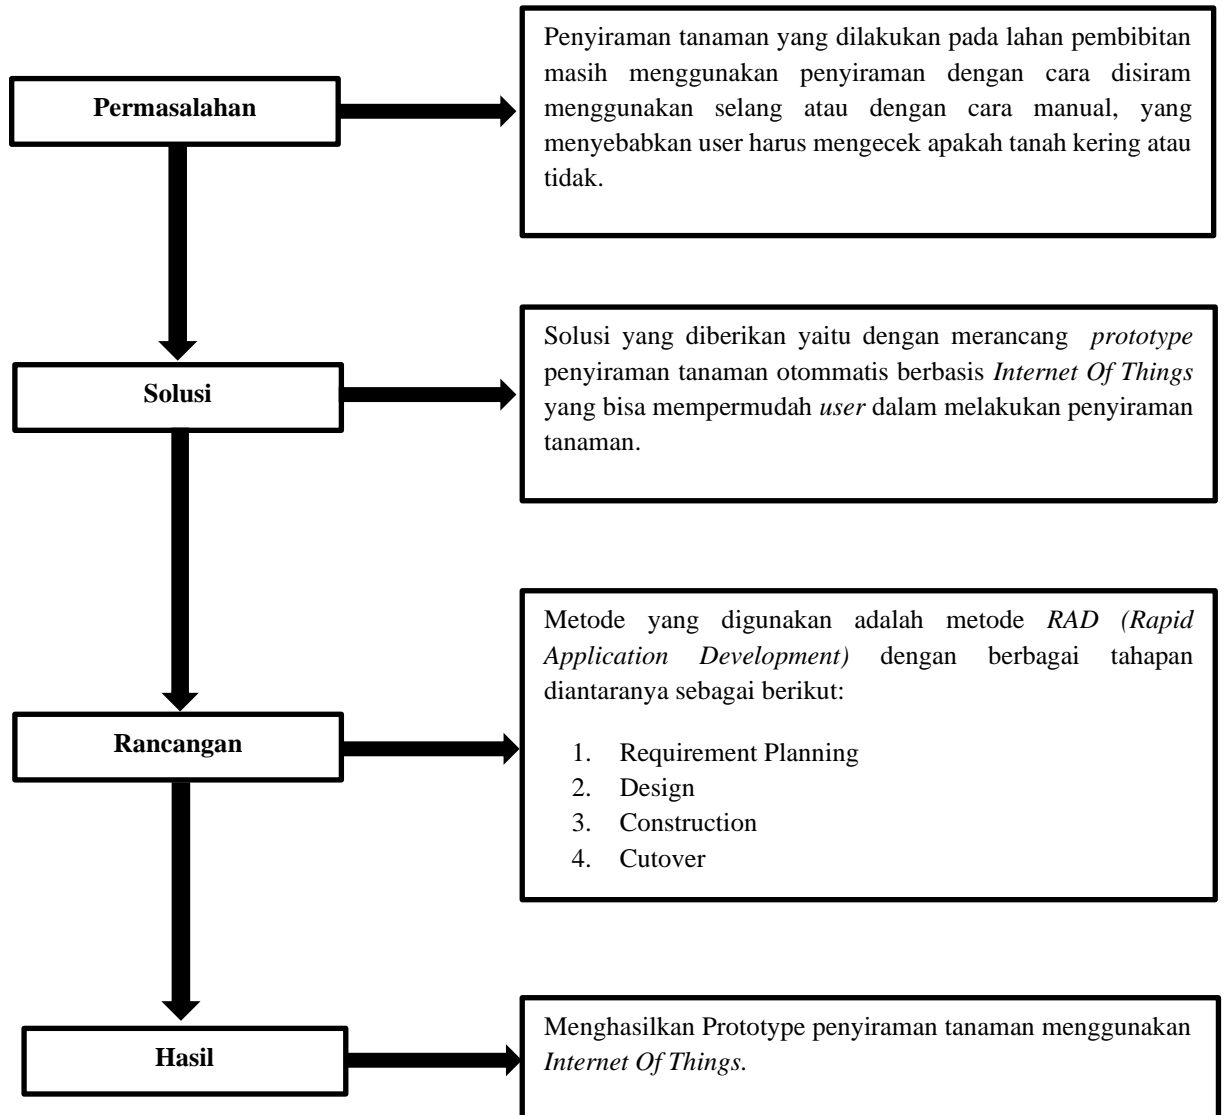 Permasalahan
Penyiraman tanaman yang dilakukan pada lahan pembibitan
masih menggunakan penyiraman dengan cara disiram
menggunakan selang atau dengan cara manual, yang
menyebabkan user harus mengecek apakah tanah kering atau
tidak.
Solusi
Solusi yang diberikan yaitu dengan merancang prototype
penyiraman tanaman otommatis berbasis Internet Of Things
yang bisa mempermudah user dalam melakukan penyiraman
tanaman.
Rancangan
Metode yang digunakan adalah metode RAD (Rapid
Application Development) dengan berbagai tahapan
diantaranya sebagai berikut:
1. Requirement Planning
2. Design
3. Construction
4. Cutover
Hasil
Menghasilkan Prototype penyiraman tanaman menggunakan
Internet Of Things.